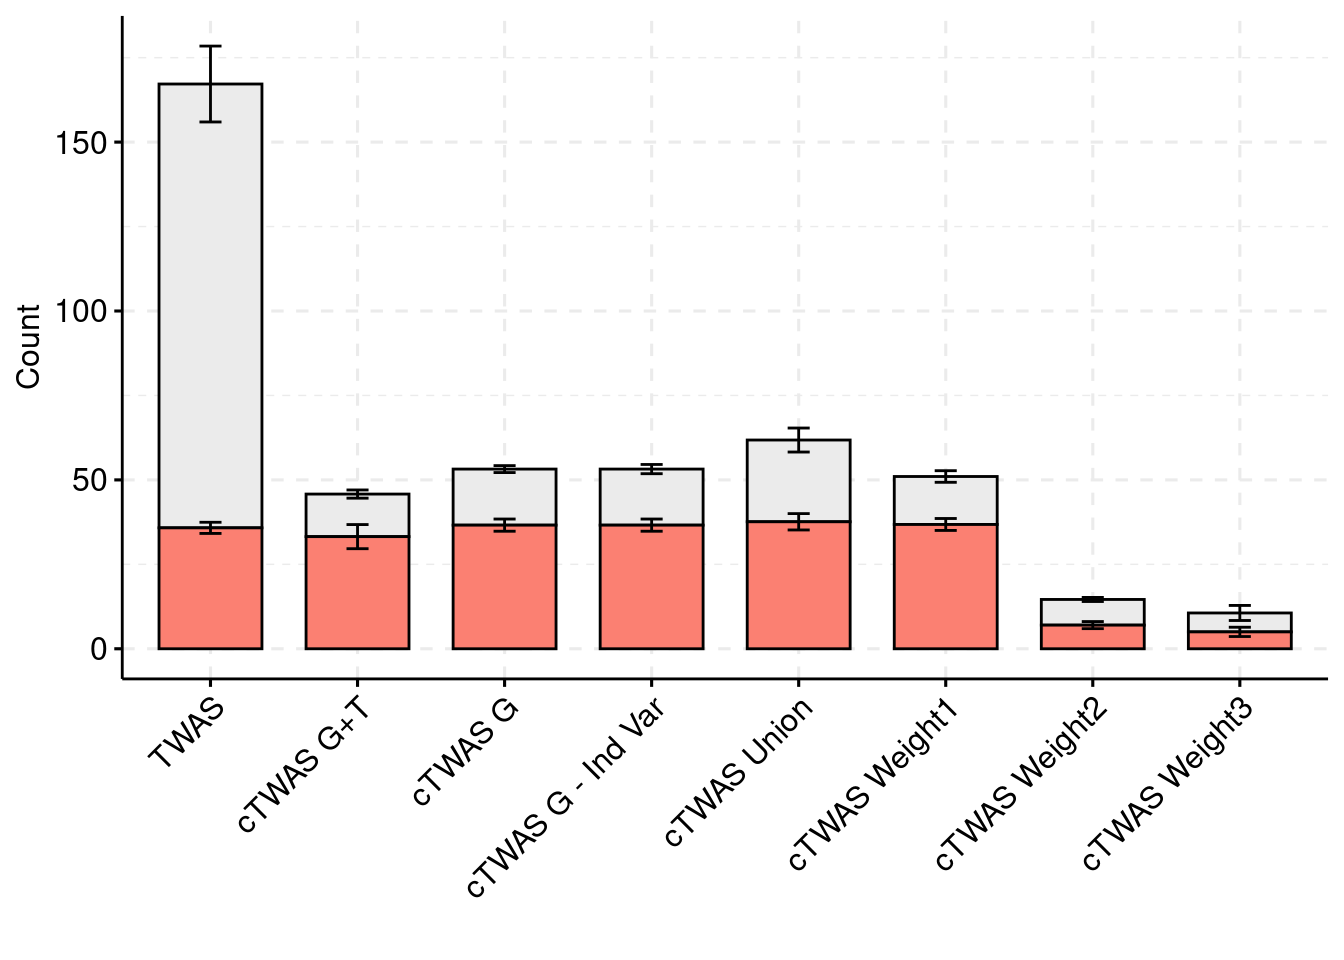 Count
150
100
50
0
TWAS
cTWAS G+T
cTWAS G
cTWAS G - Ind Var
cTWAS Union
cTWAS Weight1
cTWAS Weight2
cTWAS Weight3